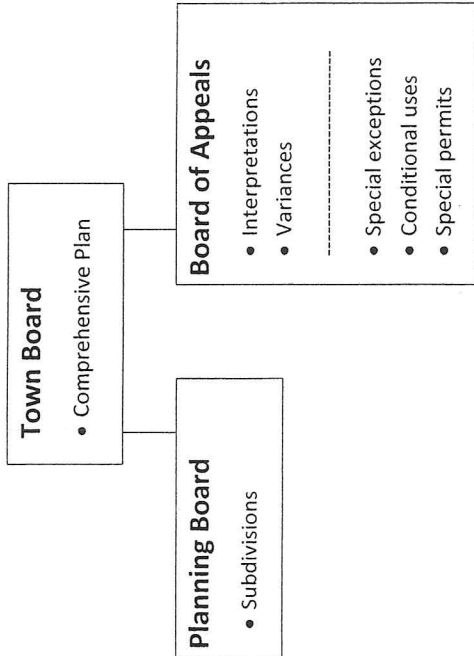 Town Board
• Comprehensive Plan
Planning Board
• Subdivisions
Board of Appeals
• Interpretations
• Variances
• Special exceptions
• Conditional uses
• Special permits